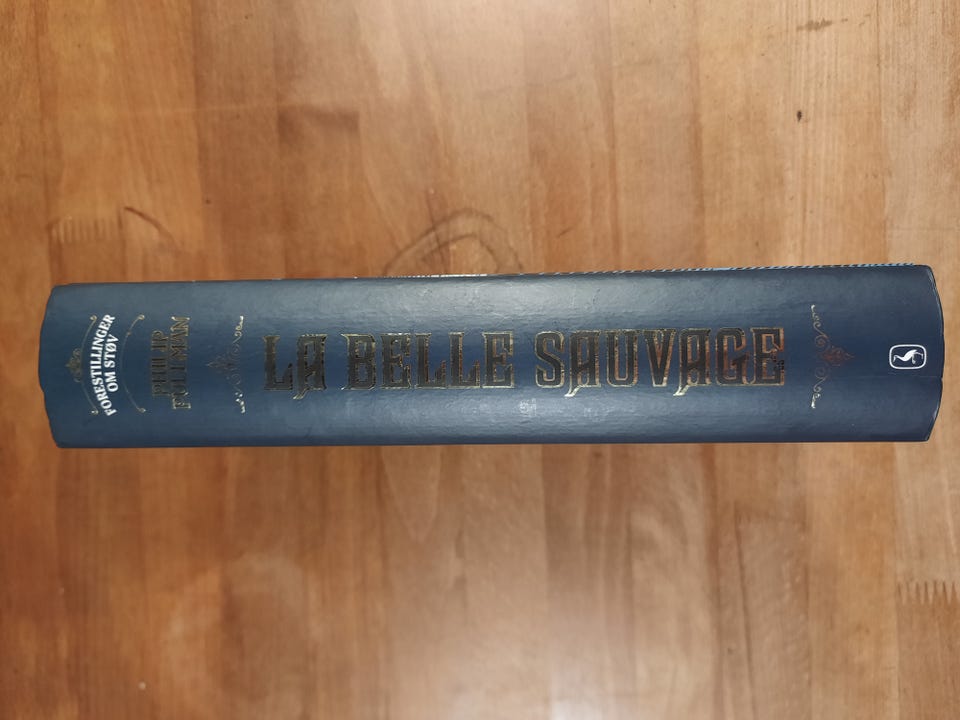 FORESTILLINGER
OM STØV
PHILIP
PULLMAN
LA BELLE SAUVAGE